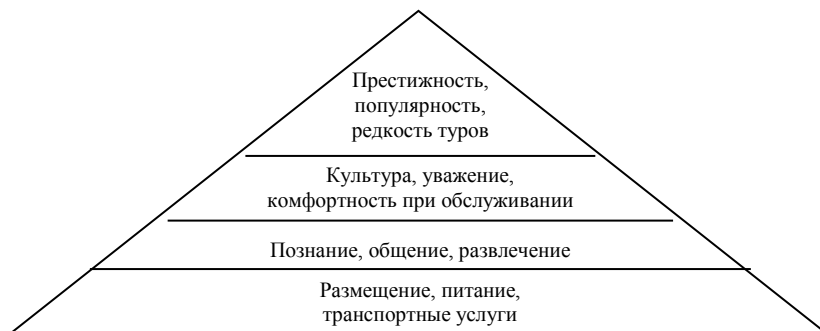 Престижность,
популярность,
редкость туров
Культура, уважение,
комфортность при обслуживании
Познание, общение, развлечение
Размещение, питание,
транспортные услуги